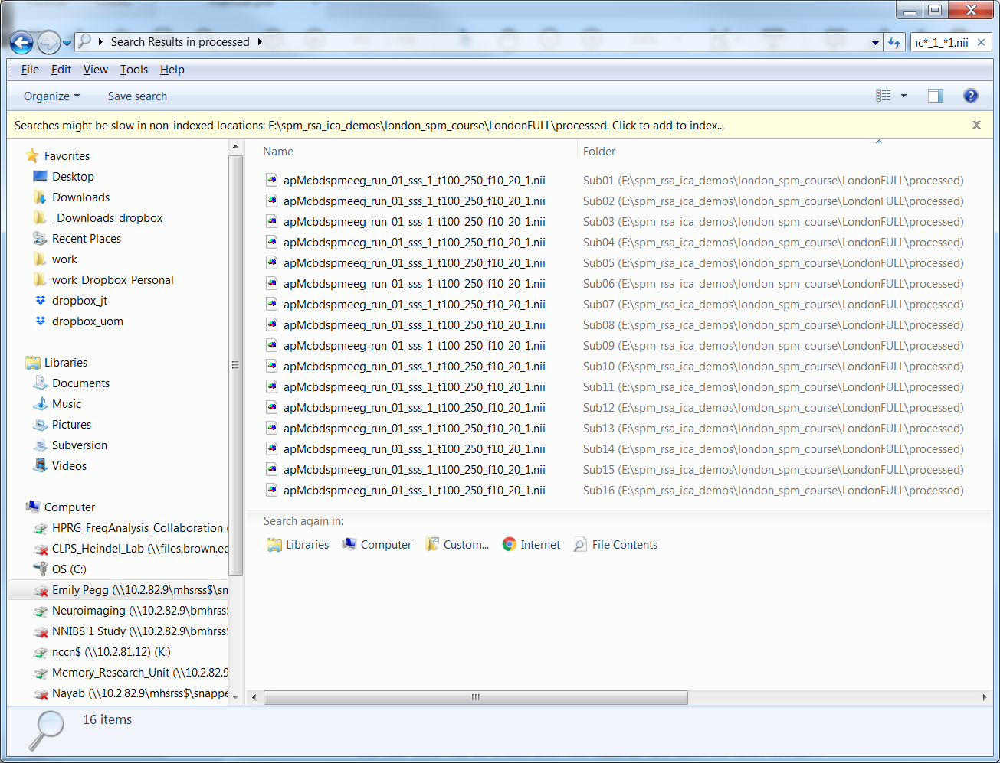 Search Results in processed
ıc*_1_*1.nii
File Edit View Tools Help
Organize Save search
Searches might be slow in non-indexed locations: E:\spm_rsa_ica_demos\london_spm_course\LondonFULL\processed. Click to add to index...
Favorites
Desktop
Downloads
_Downloads_dropbox
Recent Places
work
work_Dropbox_Personal
dropbox_jt
dropbox_uom
Libraries
Documents
Music
Pictures
Subversion
Videos
Computer
HPRG_FreqAnalysis_Collaboration (
CLPS_Heindel_Lab (\\files.brown.ec
OS (C:)
Emily Pegg (\\10.2.82.9\mhsrss$\sn
Neuroimaging (\\10.2.82.9\bmhrss
NNIBS 1 Study (\\10.2.82.9\bmhrss
nccn$ (\\10.2.81.12) (K:)
Memory_Research_Unit (\\10.2.82.9
Nayab (\\10.2.82.9\mhsrss$\snappe
Name Folder
apMcbdspmeeg_run_01_sss_1_t100_250_f10_20_1.nii Sub01 (E:\spm_rsa_ica_demos\london_spm_course\LondonFULL\processed)
apMcbdspmeeg_run_01_sss_1_t100_250_f10_20_1.nii Sub02 (E:\spm_rsa_ica_demos\london_spm_course\LondonFULL\processed)
apMcbdspmeeg_run_01_sss_1_t100_250_f10_20_1.nii Sub03 (E:\spm_rsa_ica_demos\london_spm_course\LondonFULL\processed)
apMcbdspmeeg_run_01_sss_1_t100_250_f10_20_1.nii Sub04 (E:\spm_rsa_ica_demos\london_spm_course\LondonFULL\processed)
apMcbdspmeeg_run_01_sss_1_t100_250_f10_20_1.nii Sub05 (E:\spm_rsa_ica_demos\london_spm_course\LondonFULL\processed)
apMcbdspmeeg_run_01_sss_1_t100_250_f10_20_1.nii Sub06 (E:\spm_rsa_ica_demos\london_spm_course\LondonFULL\processed)
apMcbdspmeeg_run_01_sss_1_t100_250_f10_20_1.nii Sub07 (E:\spm_rsa_ica_demos\london_spm_course\LondonFULL\processed)
apMcbdspmeeg_run_01_sss_1_t100_250_f10_20_1.nii Sub08 (E:\spm_rsa_ica_demos\london_spm_course\LondonFULL\processed)
apMcbdspmeeg_run_01_sss_1_t100_250_f10_20_1.nii Sub09 (E:\spm_rsa_ica_demos\london_spm_course\LondonFULL\processed)
apMcbdspmeeg_run_01_sss_1_t100_250_f10_20_1.nii Sub10 (E:\spm_rsa_ica_demos\london_spm_course\LondonFULL\processed)
apMcbdspmeeg_run_01_sss_1_t100_250_f10_20_1.nii Sub11 (E:\spm_rsa_ica_demos\london_spm_course\LondonFULL\processed)
apMcbdspmeeg_run_01_sss_1_t100_250_f10_20_1.nii Sub12 (E:\spm_rsa_ica_demos\london_spm_course\LondonFULL\processed)
apMcbdspmeeg_run_01_sss_1_t100_250_f10_20_1.nii Sub13 (E:\spm_rsa_ica_demos\london_spm_course\LondonFULL\processed)
apMcbdspmeeg_run_01_sss_1_t100_250_f10_20_1.nii Sub14 (E:\spm_rsa_ica_demos\london_spm_course\LondonFULL\processed)
apMcbdspmeeg_run_01_sss_1_t100_250_f10_20_1.nii Sub15 (E:\spm_rsa_ica_demos\london_spm_course\LondonFULL\processed)
apMcbdspmeeg_run_01_sss_1_t100_250_f10_20_1.nii Sub16 (E:\spm_rsa_ica_demos\london_spm_course\LondonFULL\processed)
Search again in:
Libraries Computer Custom... Internet File Contents
16 items